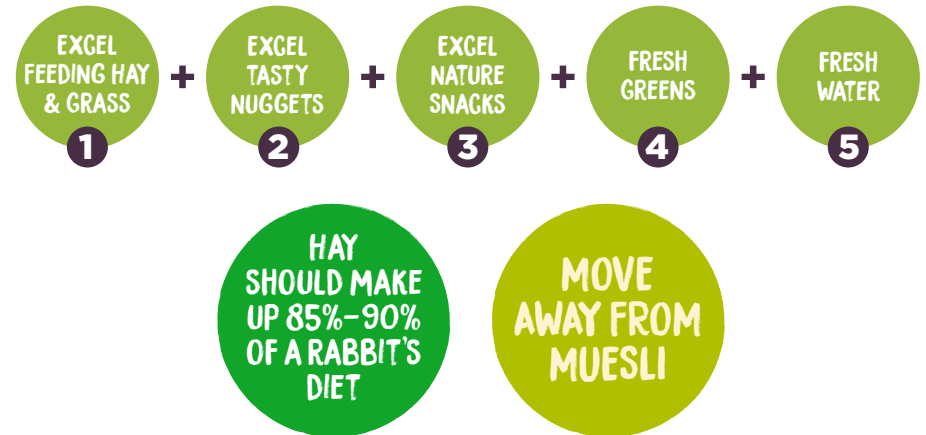 EXCEL
FEEDING HAY
& GRASS
1
+
EXCEL
TASTY
NUGGETS
2
+
EXCEL
NATURE
SNACKS
3
+
FRESH
GREENS
4
+
FRESH
WATER
5
HAY
SHOULD MAKE
UP 85%-90%
OF A RABBIT'S
DIET
MOVE
AWAY FROM
MUESLI